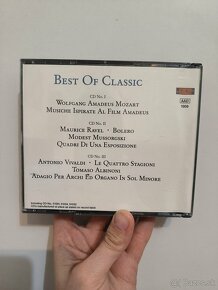 BEST OF CLASSIC
CD No. I
WOLFGANG AMADEUS MOZART
MUSICHE ISPIRATE AL FILM AMADEUS
CD No. II
MAURICE RAVEL · BOLERO
MODEST MUSSORGSKI
QUADRI DI UNA ESPOSIZIONE
CD No. III
ANTONIO VIVALDI · LE QUATTRO STAGIONI
TOMASO ALBINONI
ADAGIO PER ARCHI ED ORGANO IN SOL MINORE
AAD